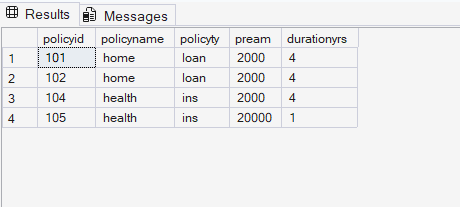 Results Messages
policyid policyname policyty pream durationyrs
1 101 home loan 2000 4
2 102 home loan 2000 4
3 104 health ins 2000 4
4 105 health ins 20000 1